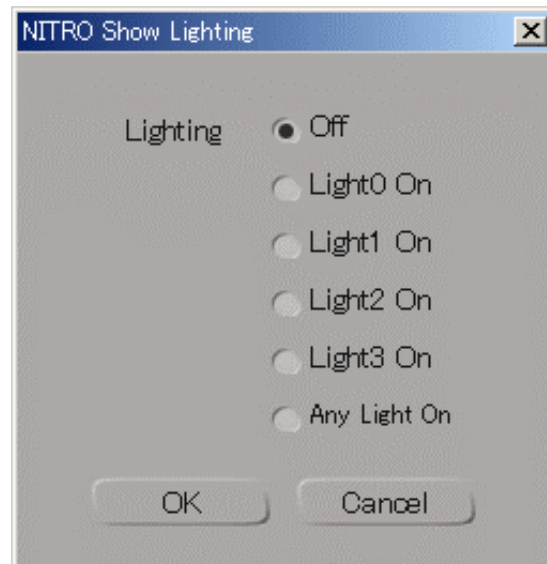 NITRO Show Lighting
Lighting Off
Light0 On
Light1 On
Light2 On
Light3 On
Any Light On
OK Cancel